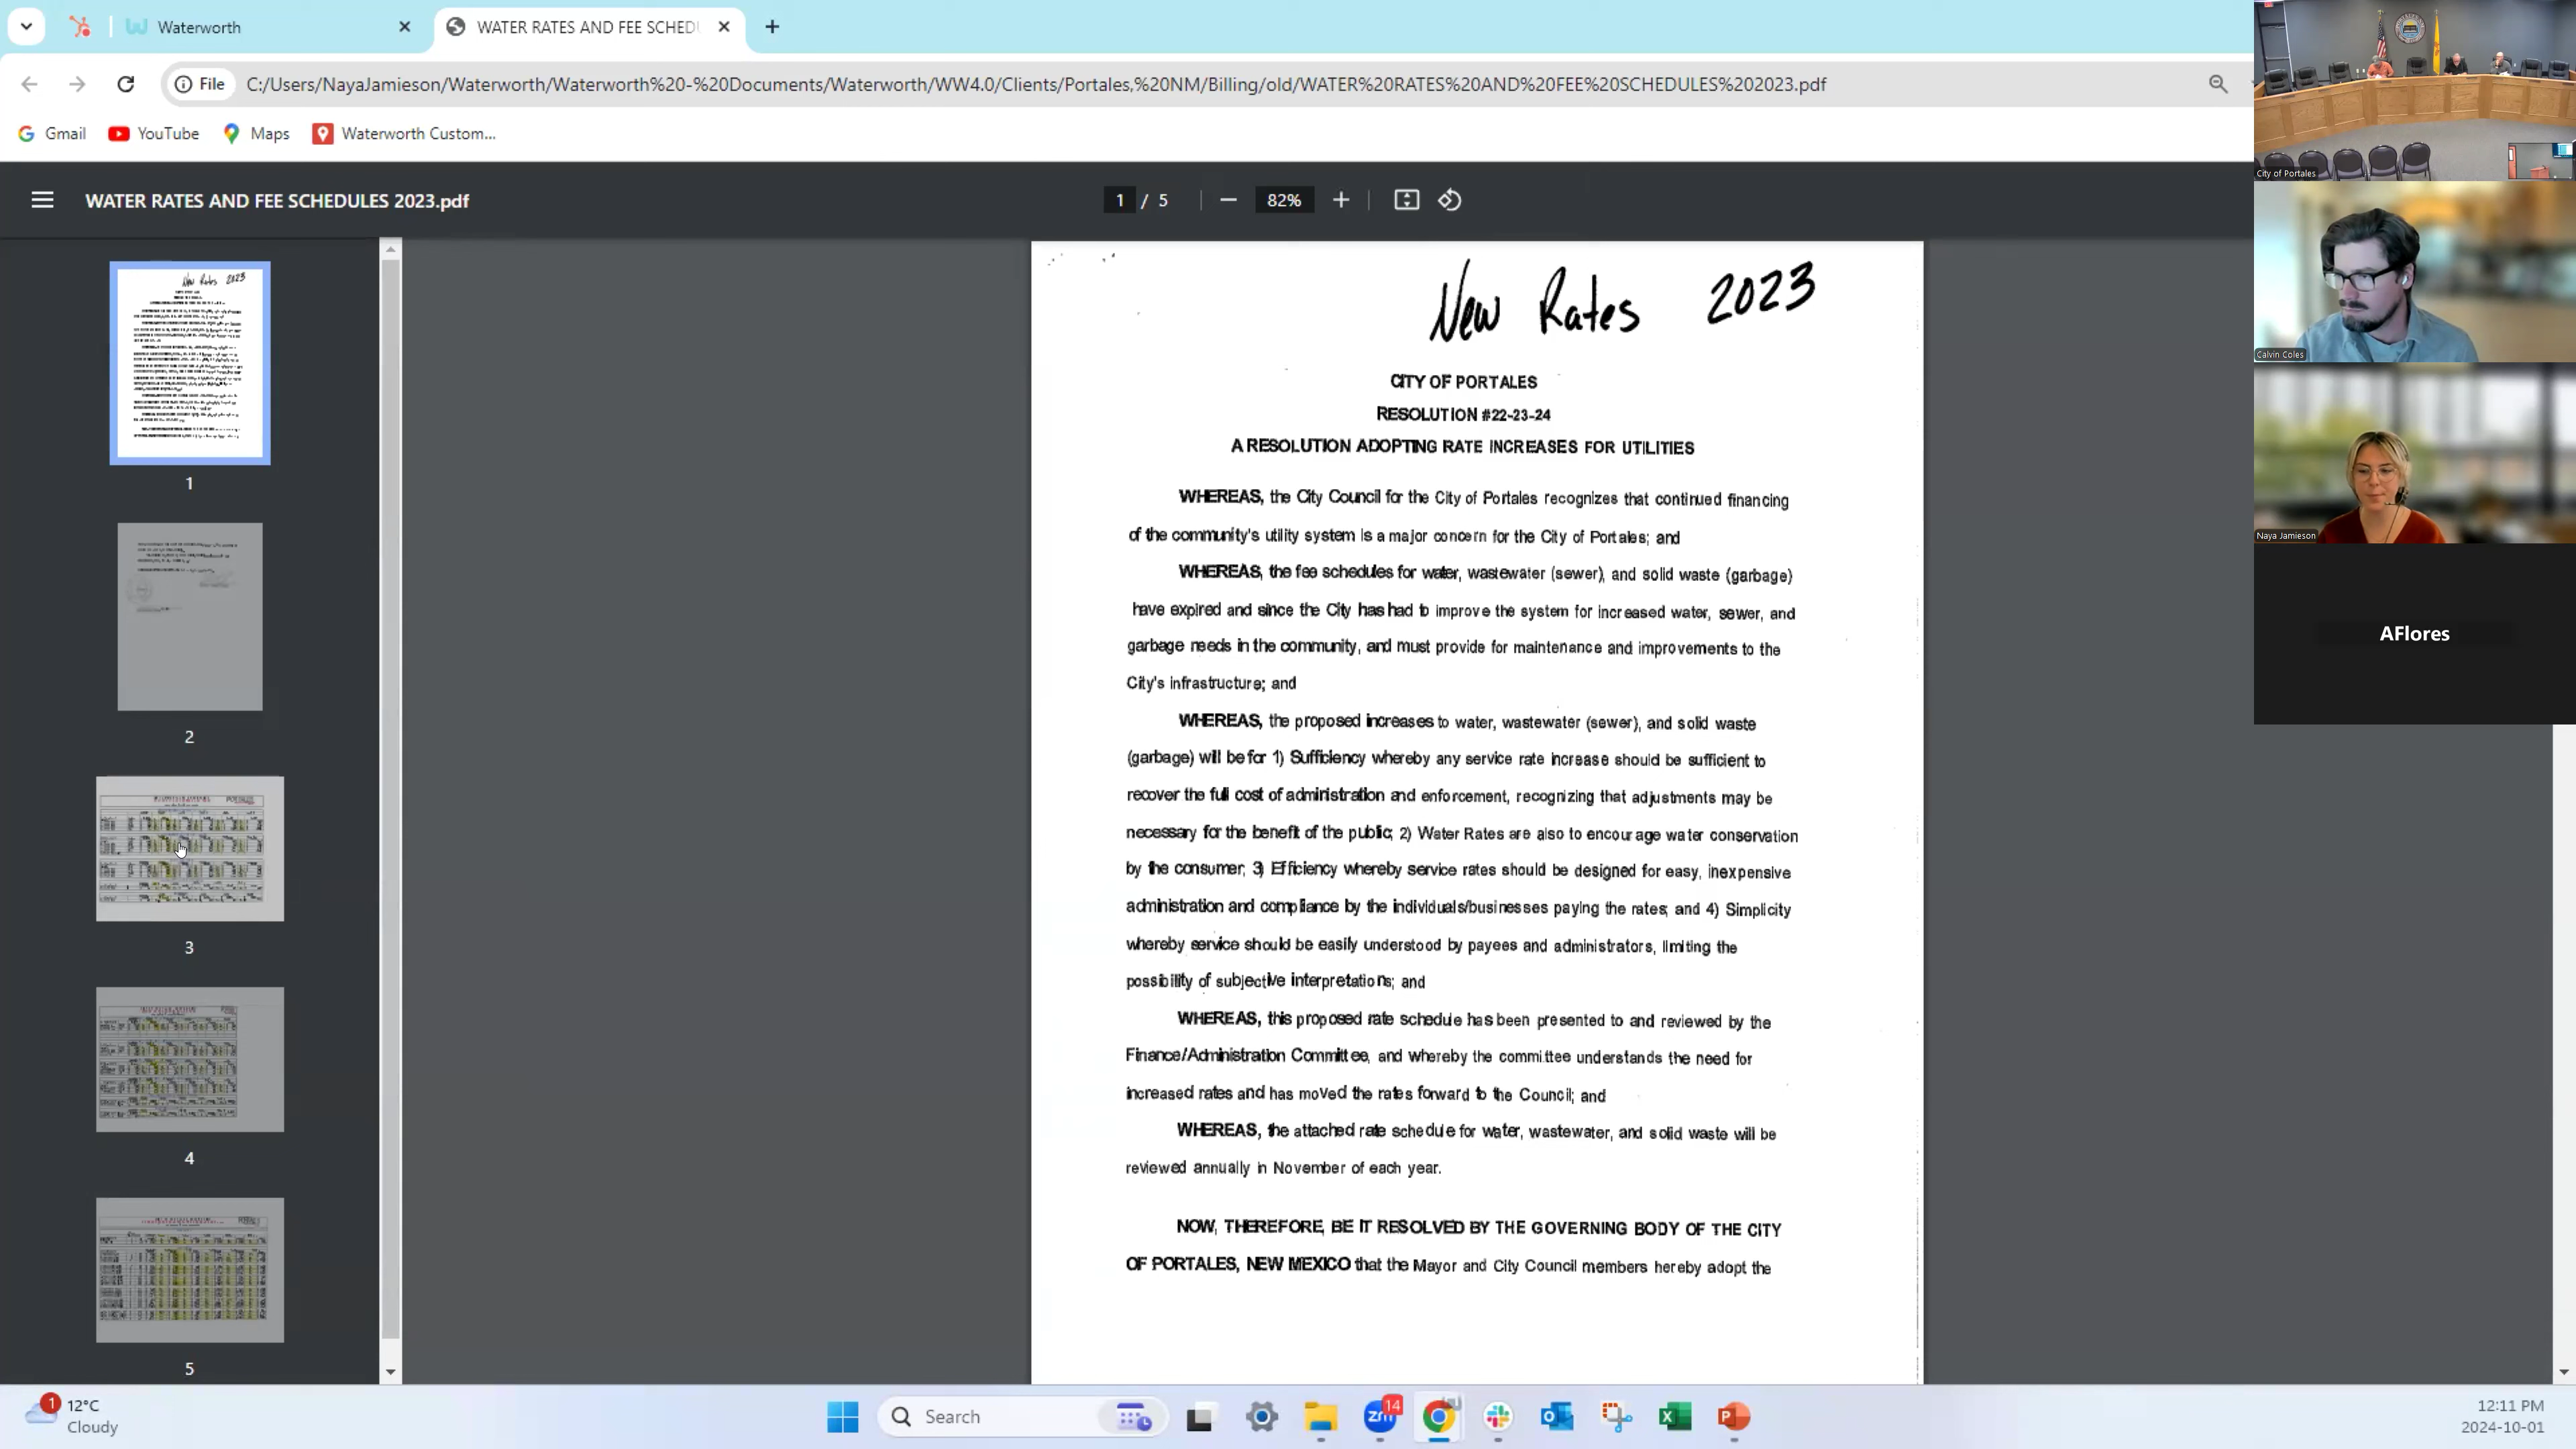 Waterworth
WATER RATES AND FEE SCHED
File
C:/Users/NayaJamieson/Waterworth/Waterworth%20-%20Documents/Waterworth/WW4.0/Clients/Portales,%20NM/Billing/old/WATER%20RATES%20AND%20FEE%20SCHEDULES%202023.pdf
Gmail
YouTube
Maps
Waterworth Custom...
WATER RATES AND FEE SCHEDULES 2023.pdf
1 / 5
82%
1
2
3
4
5
New Rates 2023
CITY OF PORTALES
RESOLUTION #22-23-24
A RESOLUTION ADOPTING RATE INCREASES FOR UTILITIES
WHEREAS, the City Council for the City of Portales recognizes that continued financing
of the community's utility system is a major concern for the City of Portales; and
WHEREAS, the fee schedules for water, wastewater (sewer), and solid waste (garbage)
have expired and since the City has had to improve the system for increased water, sewer, and
garbage needs in the community, and must provide for maintenance and improvements to the
City's infrastructure; and
WHEREAS, the proposed increases to water, wastewater (sewer), and solid waste
(garbage) will be for 1) Sufficiency whereby any service rate increase should be sufficient to
recover the full cost of administration and enforcement, recognizing that adjustments may be
necessary for the benefit of the public; 2) Water Rates are also to encourage water conservation
by the consumer; 3) Efficiency whereby service rates should be designed for easy, inexpensive
administration and compliance by the individuals/businesses paying the rates; and 4) Simplicity
whereby service should be easily understood by payees and administrators, limiting the
possibility of subjective interpretations; and
WHEREAS, this proposed rate schedule has been presented to and reviewed by the
Finance/Administration Committee, and whereby the committee understands the need for
increased rates and has moved the rates forward to the Council; and
WHEREAS, the attached rate schedule for water, wastewater, and solid waste will be
reviewed annually in November of each year.
NOW, THEREFORE, BE IT RESOLVED BY THE GOVERNING BODY OF THE CITY
OF PORTALES, NEW MEXICO that the Mayor and City Council members hereby adopt the
City of Portales
Calvin Coles
Naya Jamieson
AFlores
1
12°C
Cloudy
Search
zm
14
12:11 PM
2024-10-01